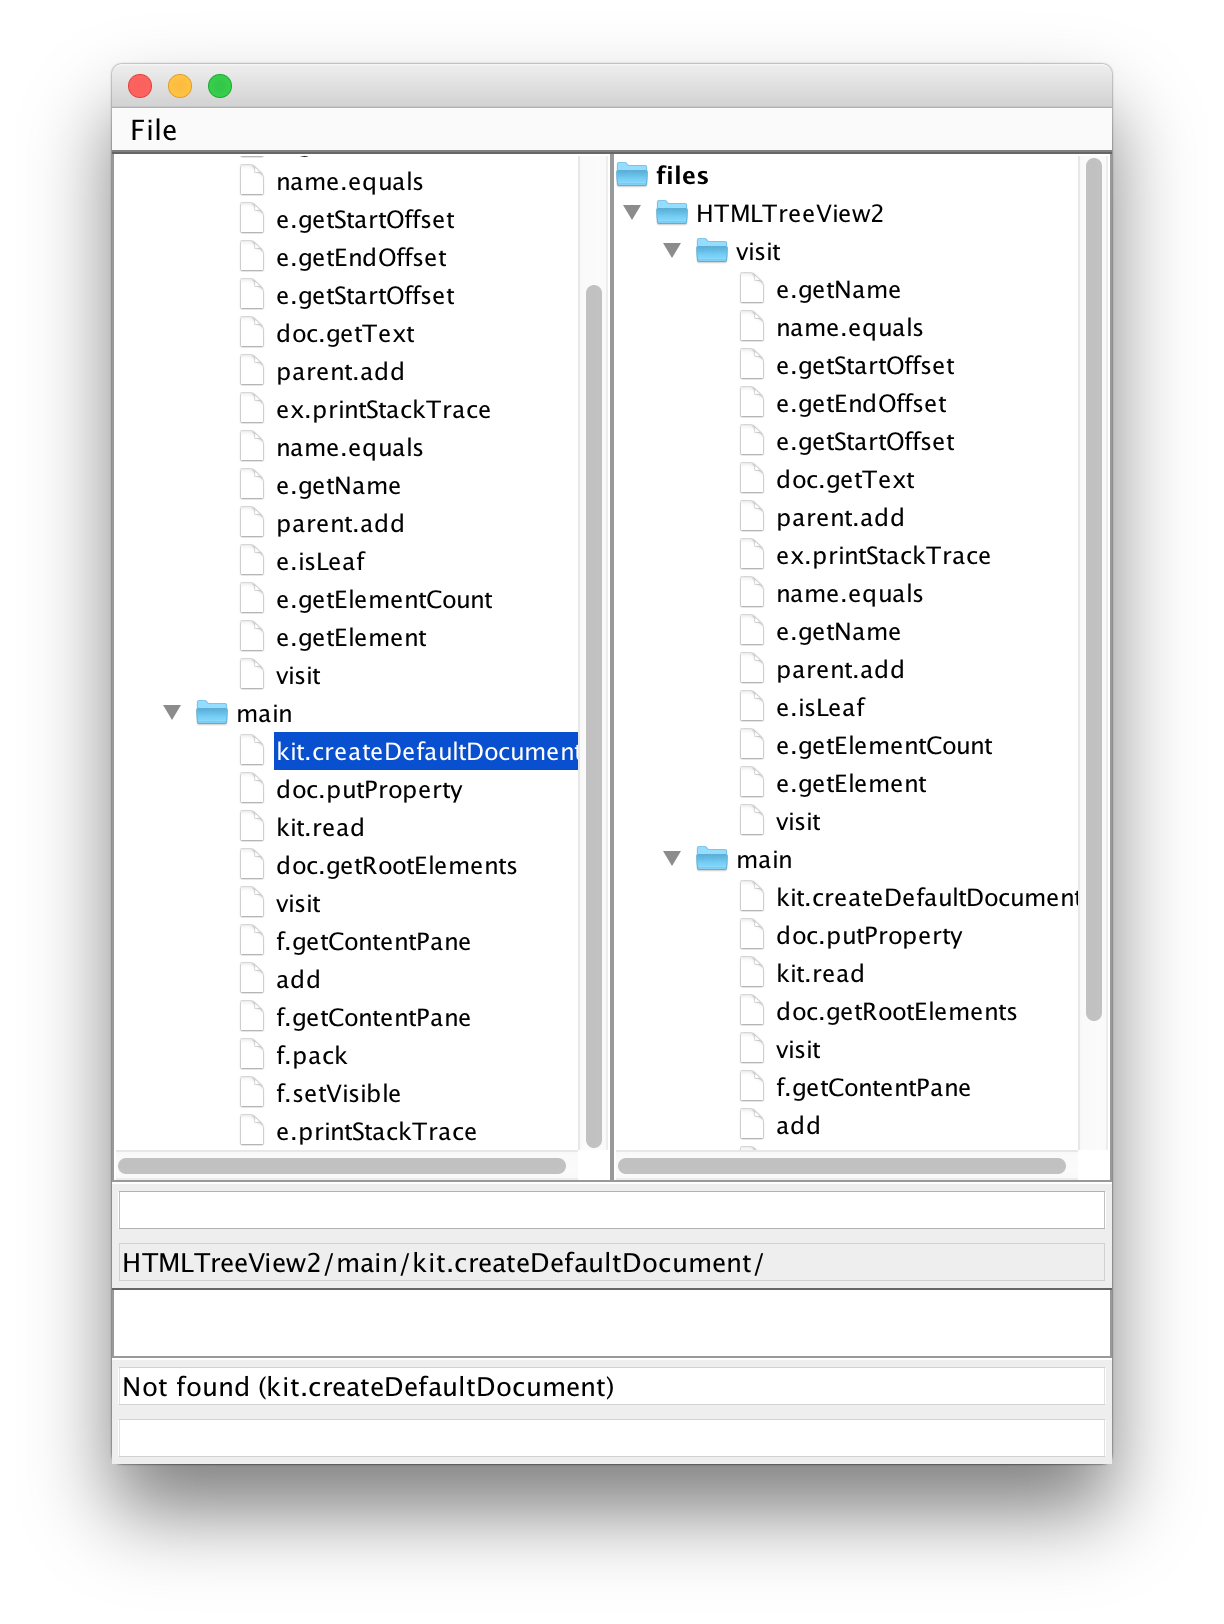 File
name.equals
e.getStartOffset
e.getEndOffset
e.getStartOffset
doc.getText
parent.add
ex.printStackTrace
name.equals
e.getName
parent.add
e.isLeaf
e.getElementCount
e.getElement
visit
main
kit.createDefaultDocument
doc.putProperty
kit.read
doc.getRootElements
visit
f.getContentPane
add
f.getContentPane
f.pack
f.setVisible
e.printStackTrace
files
HTMLTreeView2
visit
e.getName
name.equals
e.getStartOffset
e.getEndOffset
e.getStartOffset
doc.getText
parent.add
ex.printStackTrace
name.equals
e.getName
parent.add
e.isLeaf
e.getElementCount
e.getElement
visit
main
kit.createDefaultDocument
doc.putProperty
kit.read
doc.getRootElements
visit
f.getContentPane
add
HTMLTreeView2/main/kit.createDefaultDocument/
Not found (kit.createDefaultDocument)